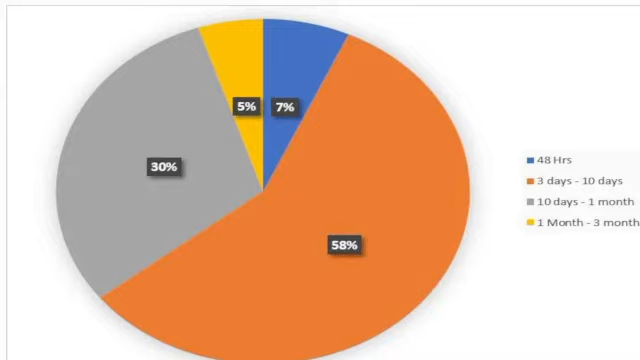 5%
7%
30%
58%
48 Hrs
3 days - 10 days
10 days - 1 month
1 Month - 3 month